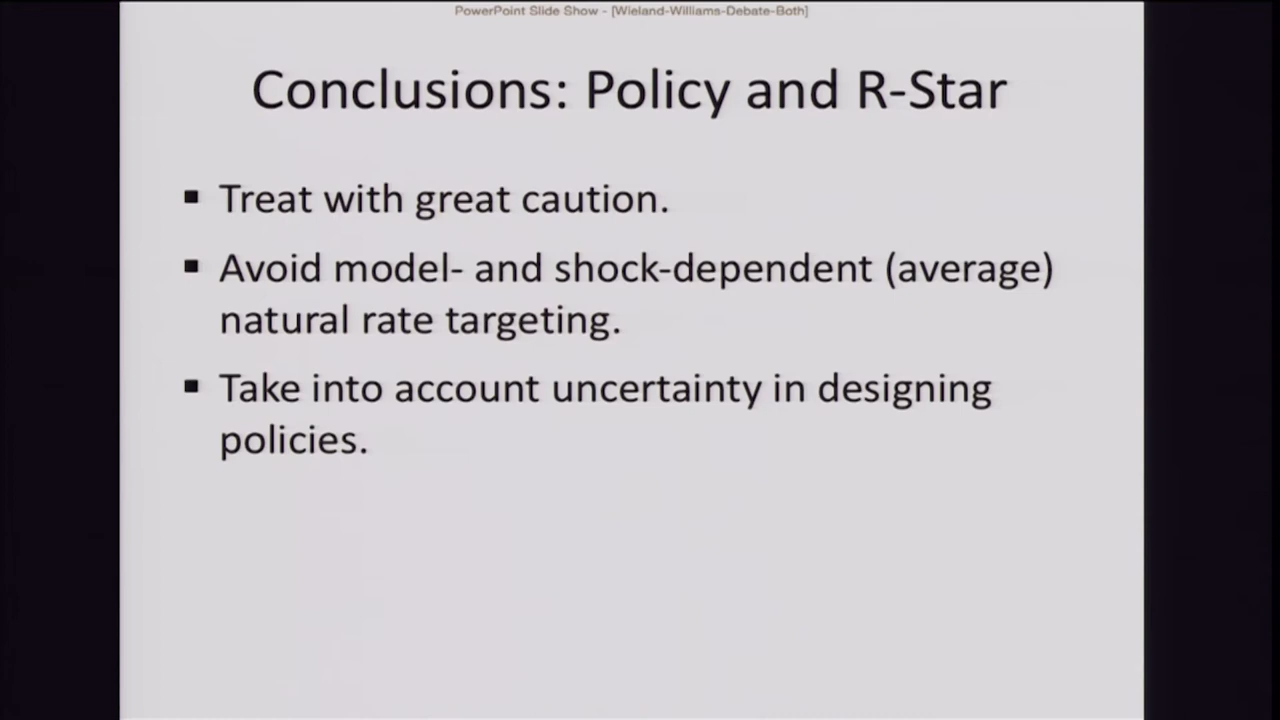 PowerPoint Slide Show - [Wieland-Williams-Debate-Both]
Conclusions: Policy and R-Star
▪ Treat with great caution.
▪ Avoid model- and shock-dependent (average)
natural rate targeting.
▪ Take into account uncertainty in designing
policies.